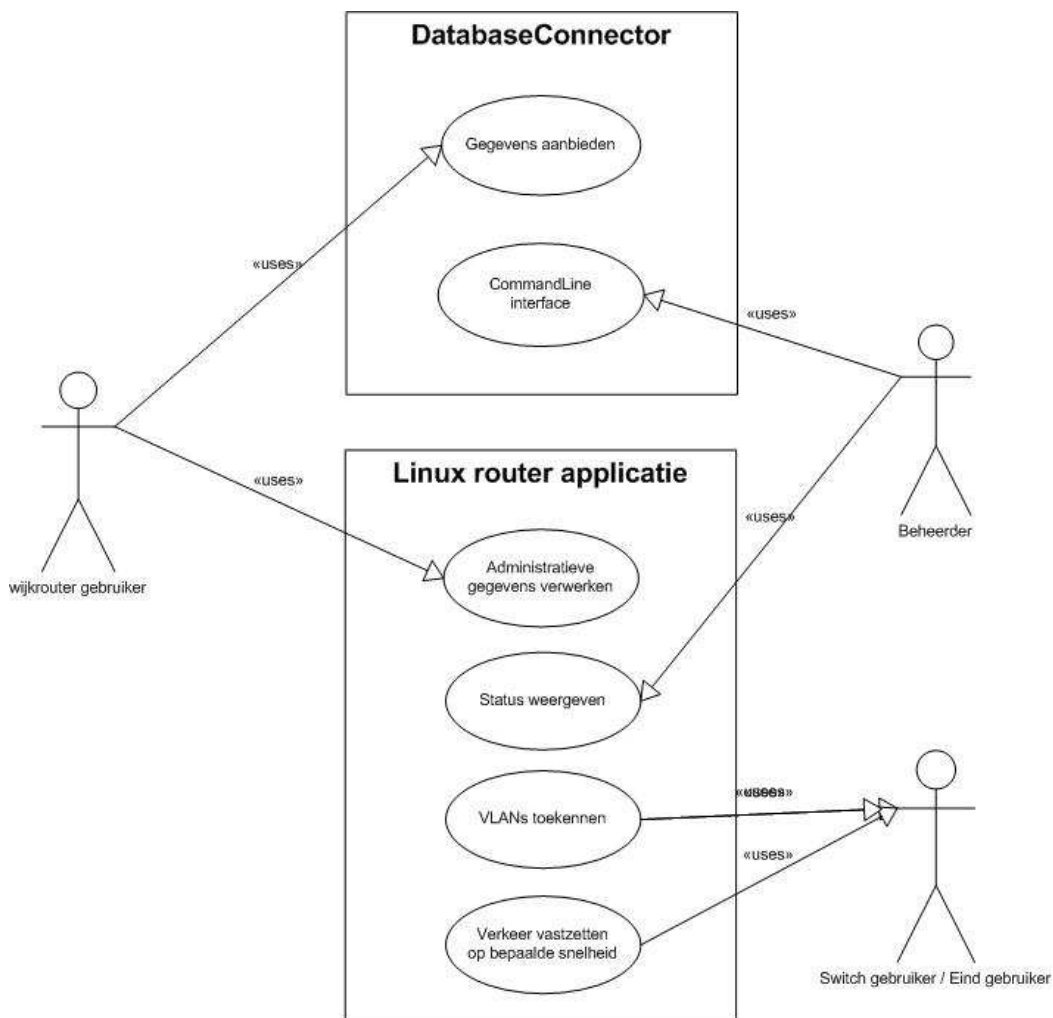 DatabaseConnector
Gegevens aanbieden
«uses»
CommandLine
interface
«uses»
Linux router applicatie
«uses»
Administratieve
gegevens verwerken
«uses»
Beheerder
wijkrouter gebruiker
Status weergeven
VLANs toekennen
«uses»
«uses»
Verkeer vastzetten
op bepaalde snelheid
Switch gebruiker / Eind gebruiker